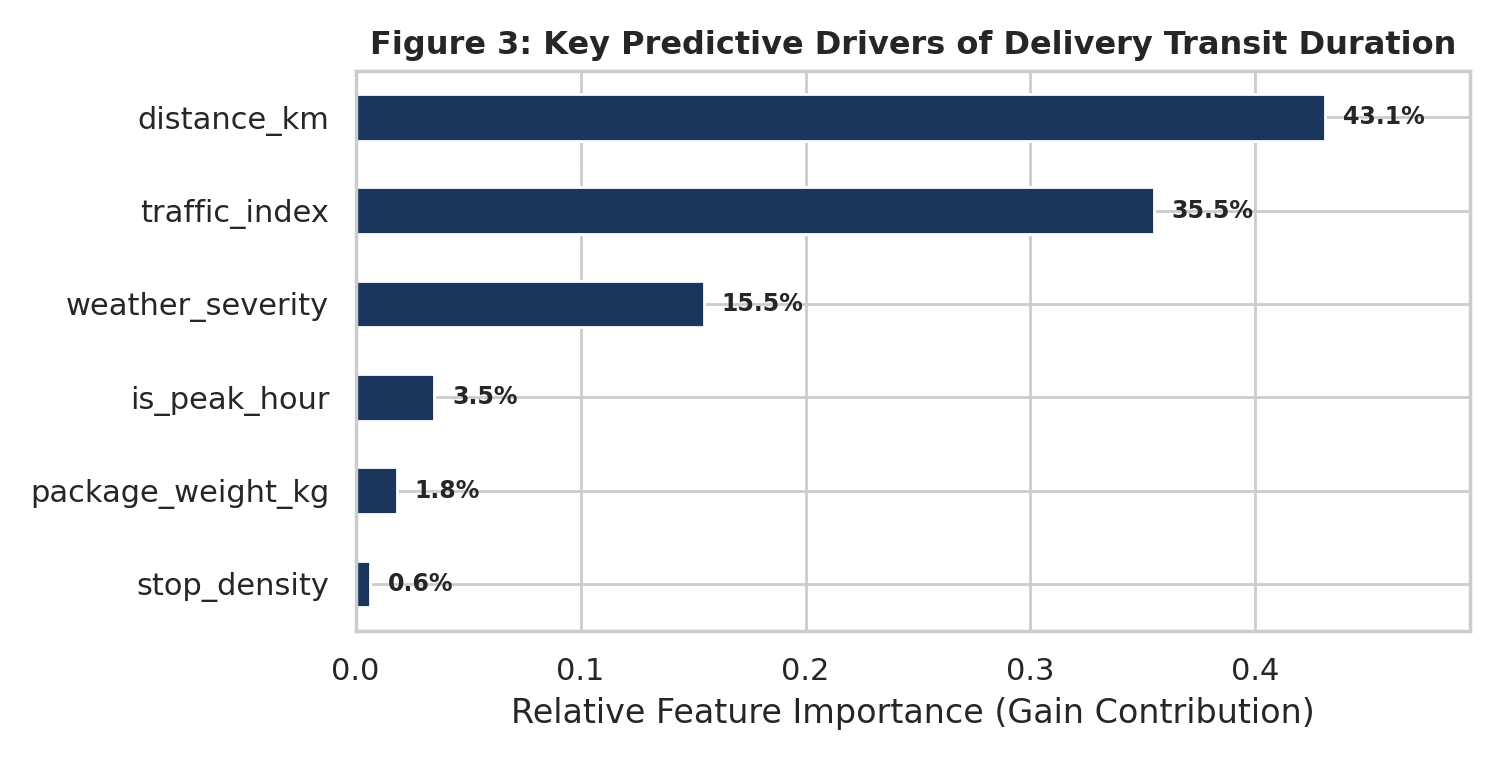 Figure 3: Key Predictive Drivers of Delivery Transit Duration
distance_km
43.1%
traffic_index
35.5%
weather_severity
15.5%
is_peak_hour
3.5%
package_weight_kg
1.8%
stop_density
0.6%
0.0 0.1 0.2 0.3 0.4
Relative Feature Importance (Gain Contribution)